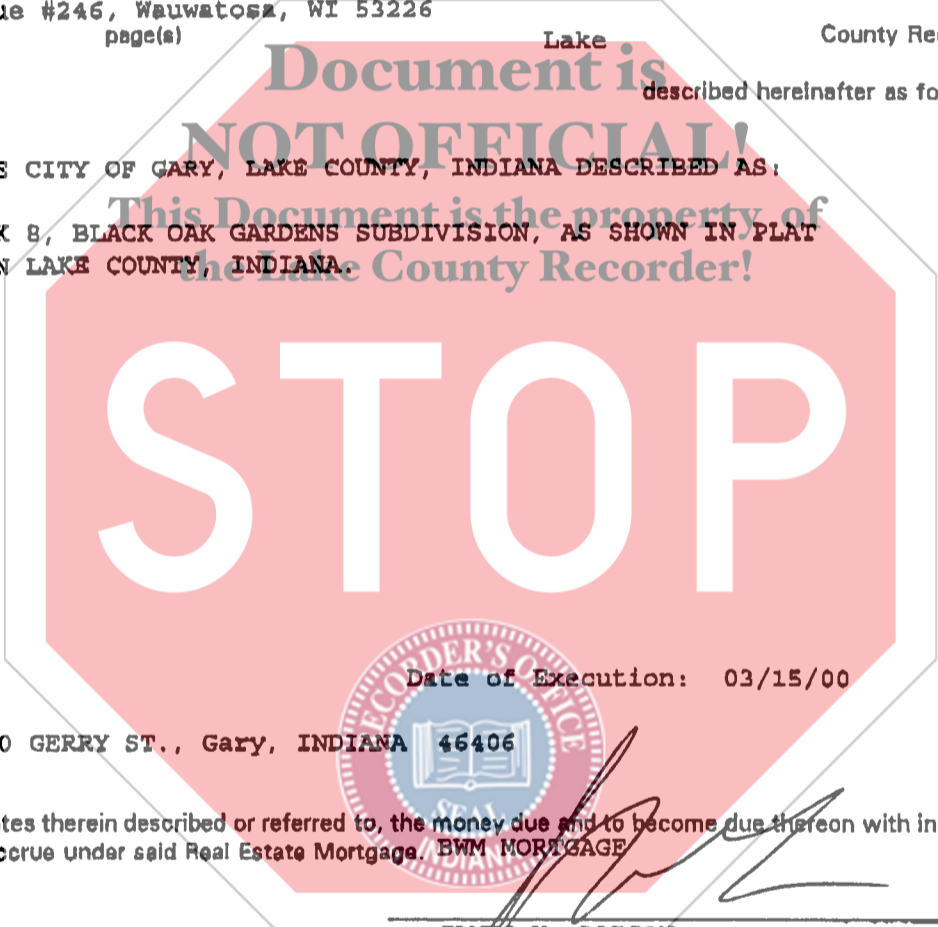 ue #246, Wauwatosa, WI 53226
page(s) Lake County Re
Document is
described hereinafter as fo
NOT OFFICIAL!
E CITY OF GARY, LAKE COUNTY, INDIANA DESCRIBED AS:
This Document is the property of
K 8, BLACK OAK GARDENS SUBDIVISION, AS SHOWN IN PLAT
N LAKE COUNTY, INDIANA.
the Lake County Recorder!
STOP
RECORDER'S OFFICE
Date of Execution: 03/15/00
O GERRY ST., Gary, INDIANA 46406
SEAL
tes therein described or referred to, the money due and to become due thereon with in
ccrue under said Real Estate Mortgage. BWM MORTGAGE
INDIANA